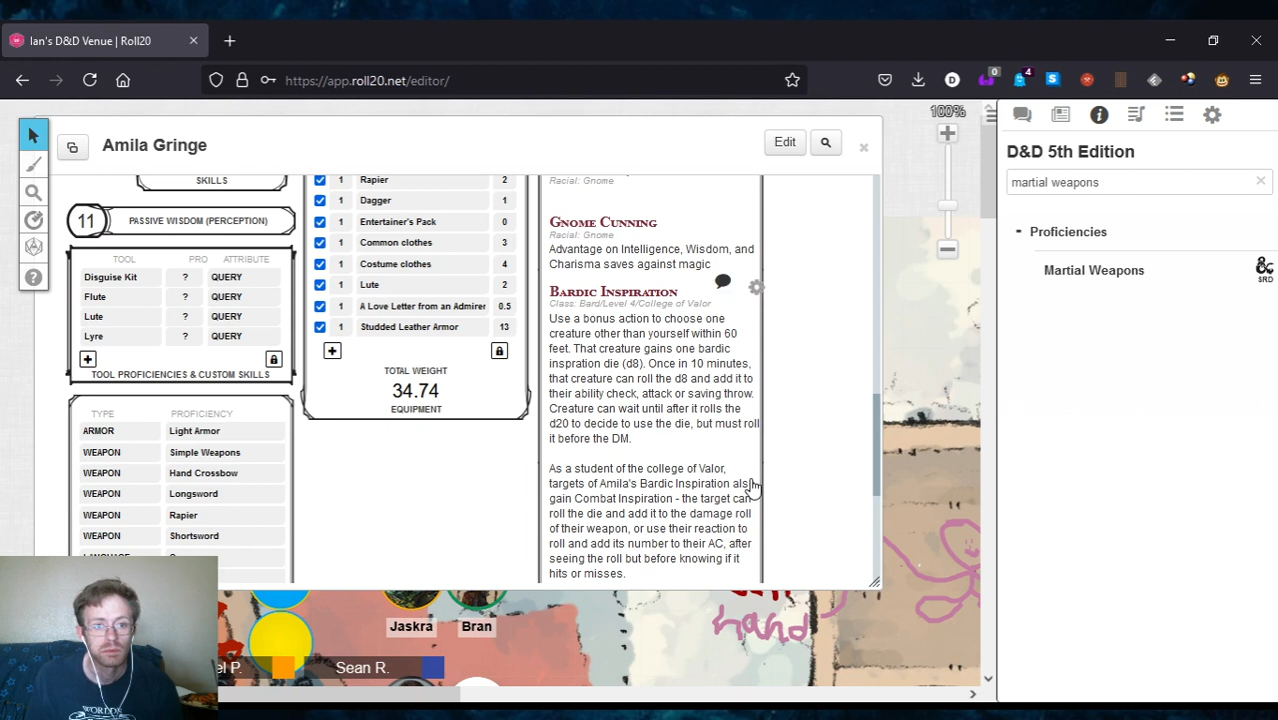 Ian's D&D Venue | Roll20
https://app.roll20.net/editor/
0
4
100%
Amila Gringe
Edit
SKILLS
11 PASSIVE WISDOM (PERCEPTION)
TOOL PRO ATTRIBUTE
Disguise Kit ? QUERY
Flute ? QUERY
Lute ? QUERY
Lyre ? QUERY
TOOL PROFICIENCIES & CUSTOM SKILLS
TYPE PROFICIENCY
ARMOR Light Armor
WEAPON Simple Weapons
WEAPON Hand Crossbow
WEAPON Longsword
WEAPON Rapier
WEAPON Shortsword
1 Rapier 2
1 Dagger 1
1 Entertainer's Pack 0
1 Common clothes 3
1 Costume clothes 4
1 Lute 2
1 A Love Letter from an Admirer 0.5
1 Studded Leather Armor 13
TOTAL WEIGHT
34.74
EQUIPMENT
Racial: Gnome
GNOME CUNNING
Racial: Gnome
Advantage on Intelligence, Wisdom, and
Charisma saves against magic
BARDIC INSPIRATION
Class: Bard/Level 4/College of Valor
Use a bonus action to choose one
creature other than yourself within 60
feet. That creature gains one bardic
inspration die (d8). Once in 10 minutes,
that creature can roll the d8 and add it to
their ability check, attack or saving throw.
Creature can wait until after it rolls the
d20 to decide to use the die, but must roll
it before the DM.
As a student of the college of Valor,
targets of Amila's Bardic Inspiration als
gain Combat Inspiration - the target can
roll the die and add it to the damage roll
of their weapon, or use their reaction to
roll and add its number to their AC, after
seeing the roll but before knowing if it
hits or misses.
D&D 5th Edition
martial weapons
Proficiencies
Martial Weapons
SRD
Jaskra
Bran
hand
el P.
Sean R.
WORLDS